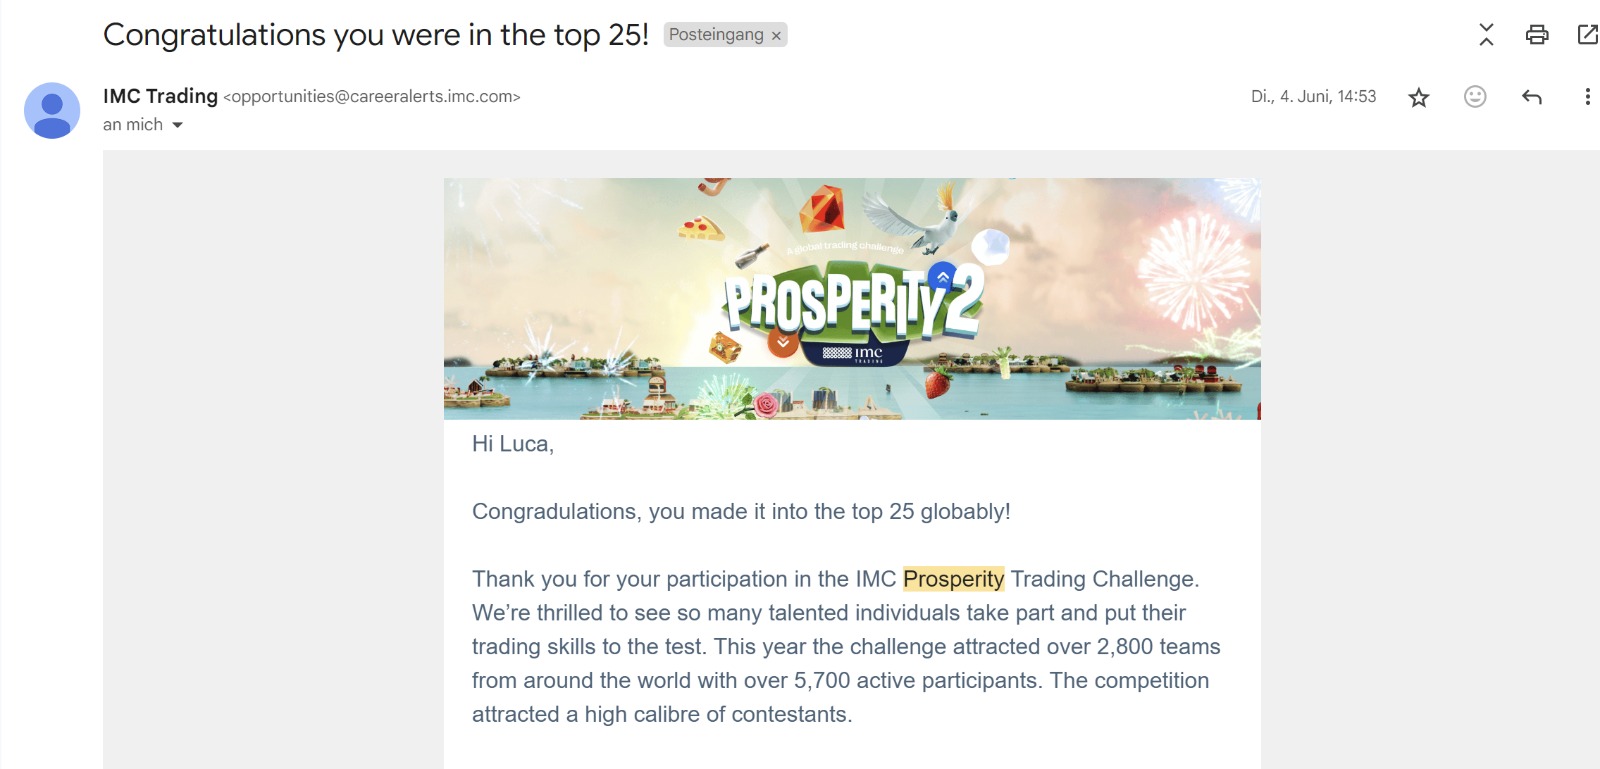 Congratulations you were in the top 25! Posteingang ×
IMC Trading <opportunities@careeralerts.imc.com> Di., 4. Juni, 14:53
an mich
A global trading challenge
PROSPERITY 2
imc
TRADING
Hi Luca,
Congradulations, you made it into the top 25 globably!
Thank you for your participation in the IMC Prosperity Trading Challenge.
We’re thrilled to see so many talented individuals take part and put their
trading skills to the test. This year the challenge attracted over 2,800 teams
from around the world with over 5,700 active participants. The competition
attracted a high calibre of contestants.